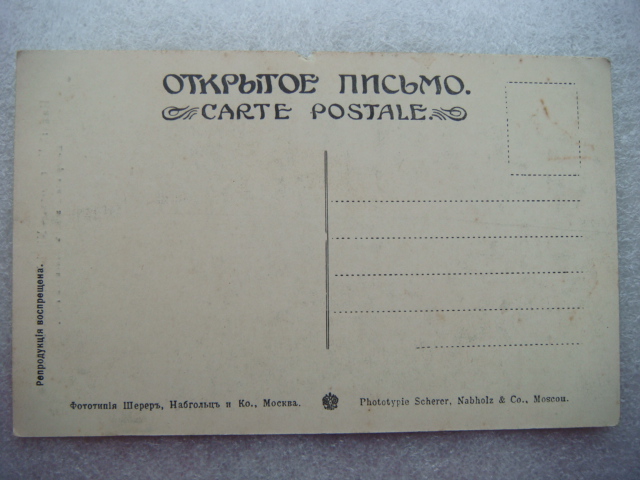 ОТКРЫТОЕ ПИСЬМО.
CARTE POSTALE.
Репродукція воспрещена.
Фототипія Шереръ, Набгольцъ и Ко., Москва.
Phototypie Scherer, Nabholz & Co., Moscou.